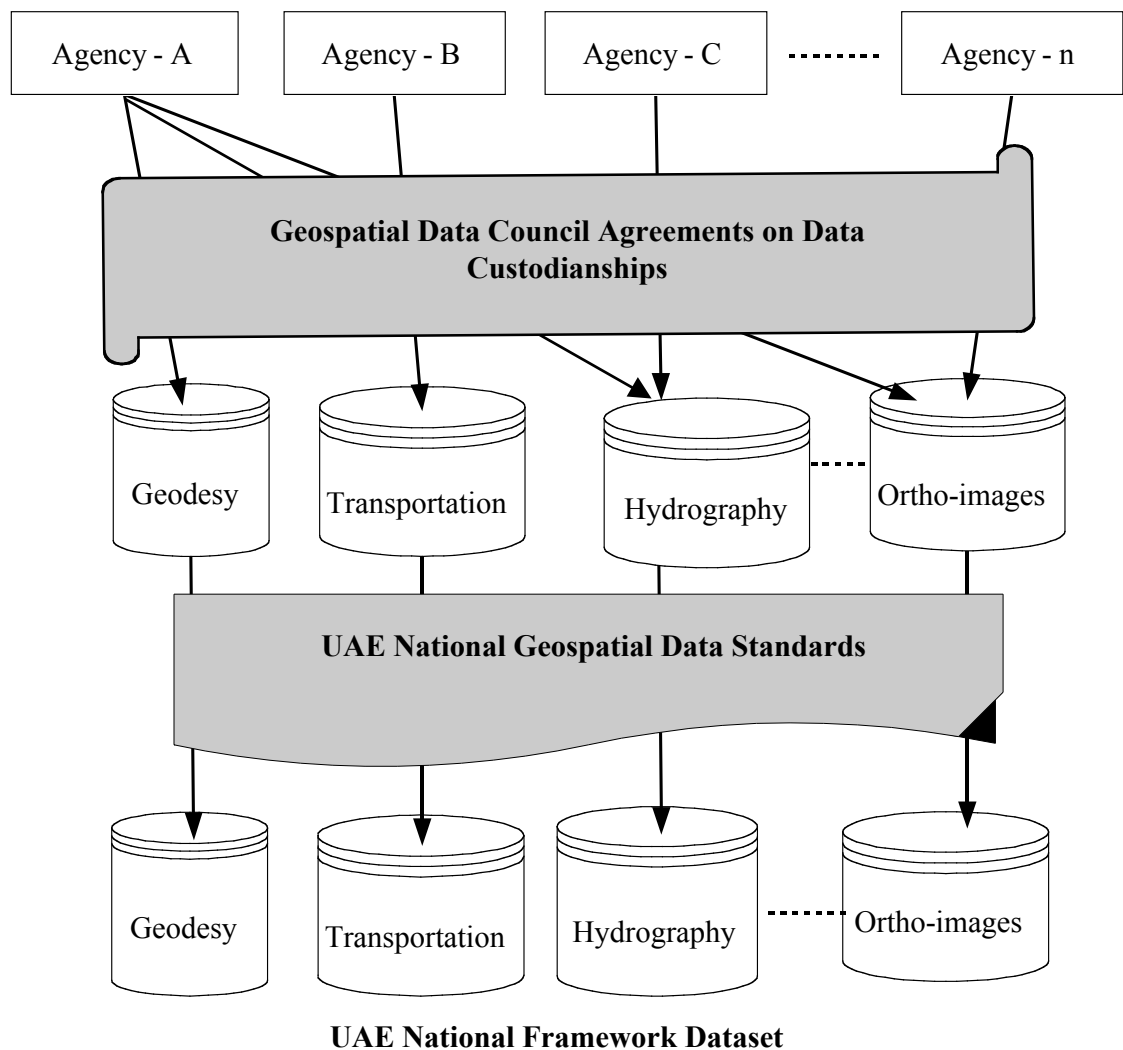 Agency - A
Agency - B
Agency - C
Agency - n
Geospatial Data Council Agreements on Data
Custodianships
Geodesy
Transportation
Hydrography
Ortho-images
UAE National Geospatial Data Standards
Geodesy
Transportation
Hydrography
Ortho-images
UAE National Framework Dataset